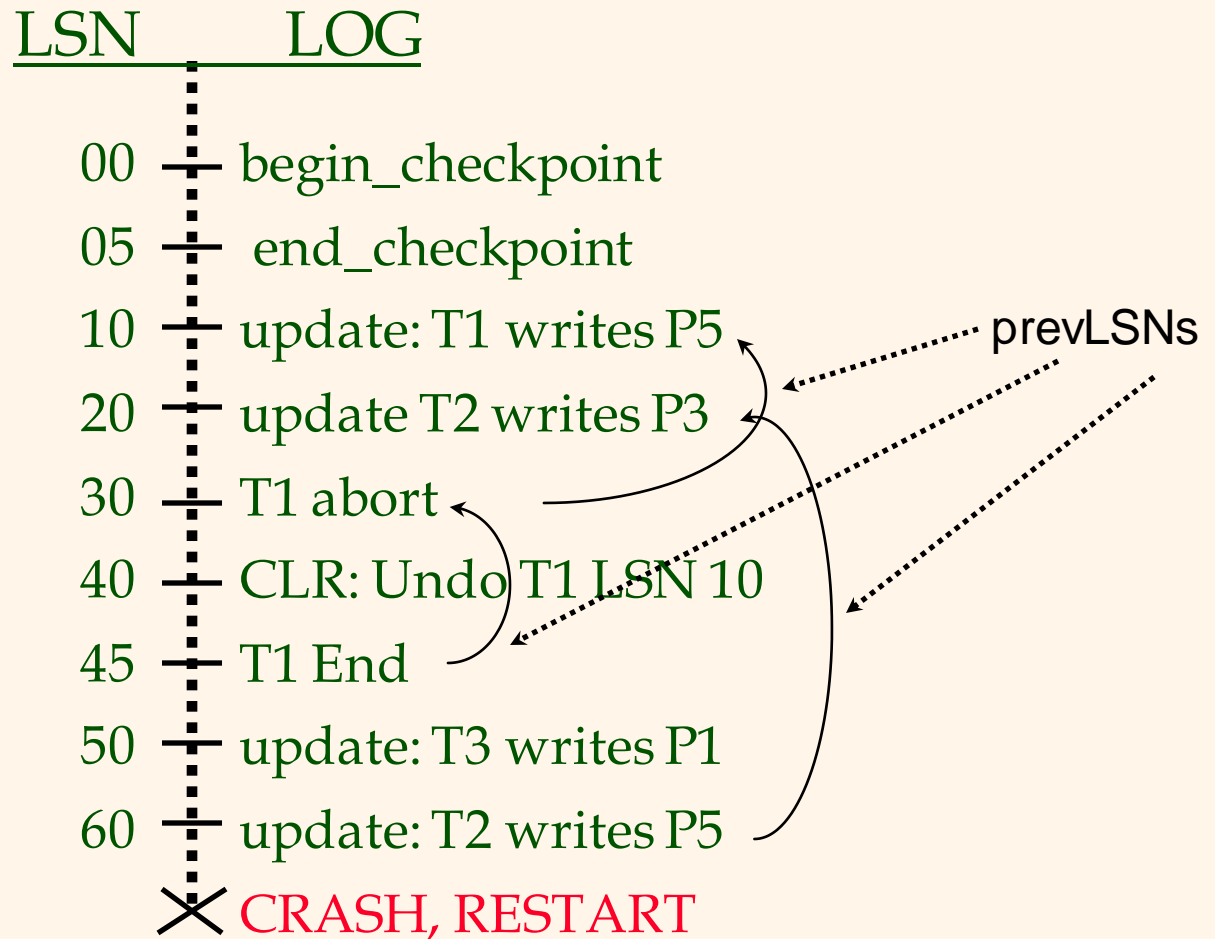 LSN LOG
00 begin_checkpoint
05 end_checkpoint
10 update: T1 writes P5 prevLSNs
20 update T2 writes P3
30 T1 abort
40 CLR: Undo T1 LSN 10
45 T1 End
50 update: T3 writes P1
60 update: T2 writes P5
CRASH, RESTART